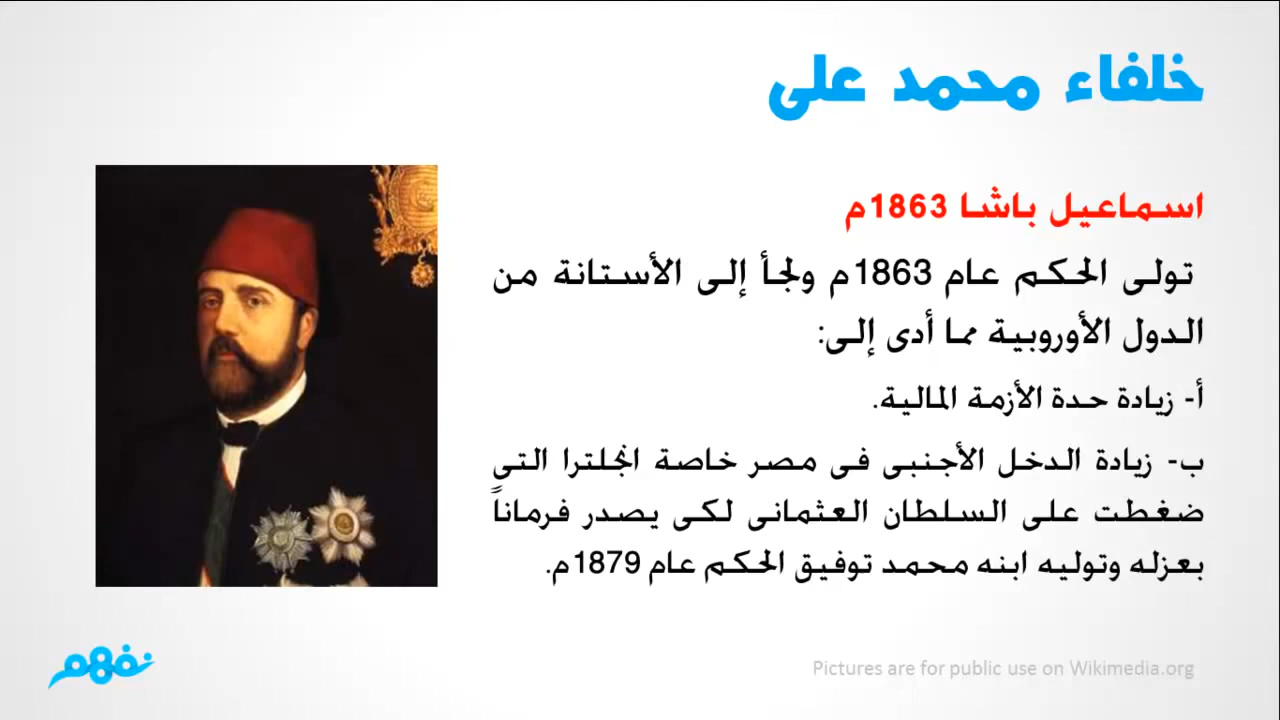 خلفاء محمد على
اسماعيل باشا 1863م
تولى الحكم عام 1863م ولجأ إلى الأستانة من
الدول الأوروبية مما أدى إلى:
أ- زيادة حدة الأزمة المالية.
ب- زيادة الدخل الأجنبى فى مصر خاصة انجلترا التى
ضغطت على السلطان العثمانى لكى يصدر فرماناً
بعزله وتوليه ابنه محمد توفيق الحكم عام 1879م.
نفهم
Pictures are for public use on Wikimedia.org